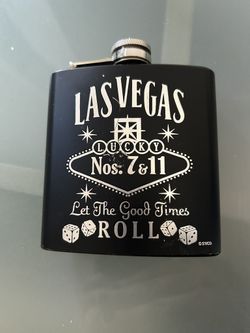 LAS VEGAS
LUCKY
Nos. 7 & 11
Let The Good Times
ROLL